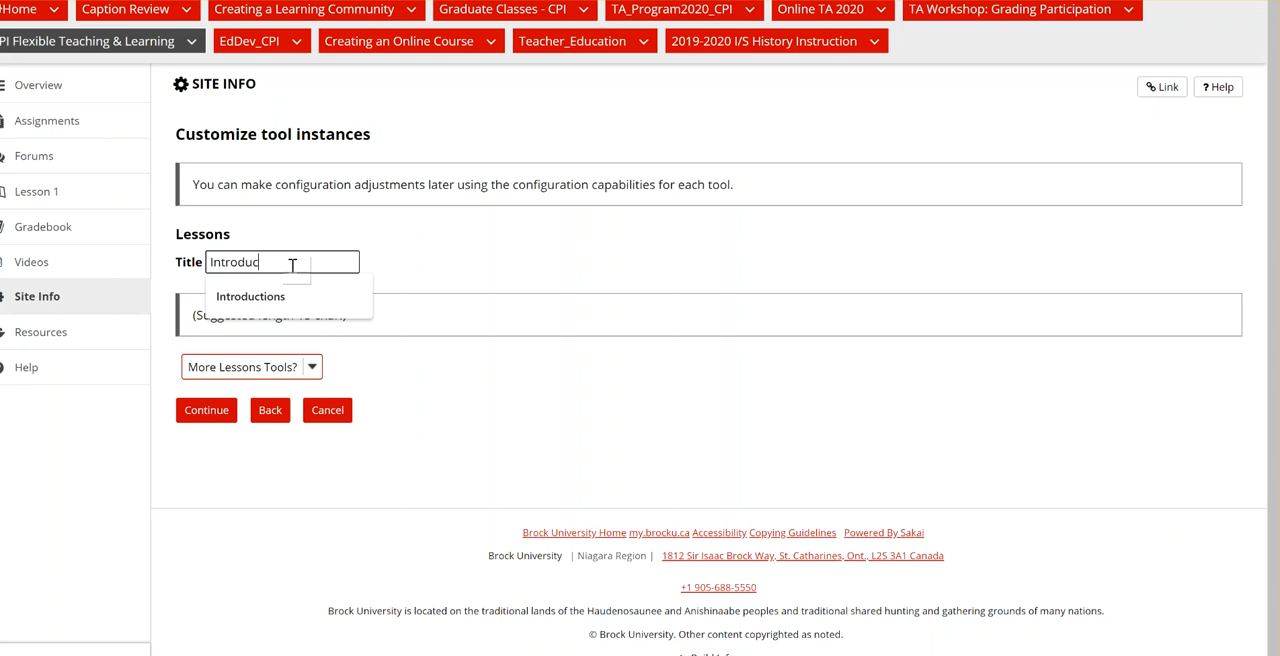 Home
Caption Review
Creating a Learning Community
Graduate Classes - CPI
TA_Program2020_CPI
Online TA 2020
TA Workshop: Grading Participation
PI Flexible Teaching & Learning
EdDev_CPI
Creating an Online Course
Teacher_Education
2019-2020 I/S History Instruction
Overview
Assignments
Forums
Lesson 1
Gradebook
Videos
Site Info
Resources
Help
SITE INFO
Link
? Help
Customize tool instances
You can make configuration adjustments later using the configuration capabilities for each tool.
Lessons
Title Introduc
Introductions
More Lessons Tools?
Continue
Back
Cancel
Brock University Home my.brocku.ca Accessibility Copying Guidelines Powered By Sakai
Brock University | Niagara Region | 1812 Sir Isaac Brock Way, St. Catharines, Ont., L2S 3A1 Canada
+1 905-688-5550
Brock University is located on the traditional lands of the Haudenosaunee and Anishinaabe peoples and traditional shared hunting and gathering grounds of many nations.
© Brock University. Other content copyrighted as noted.